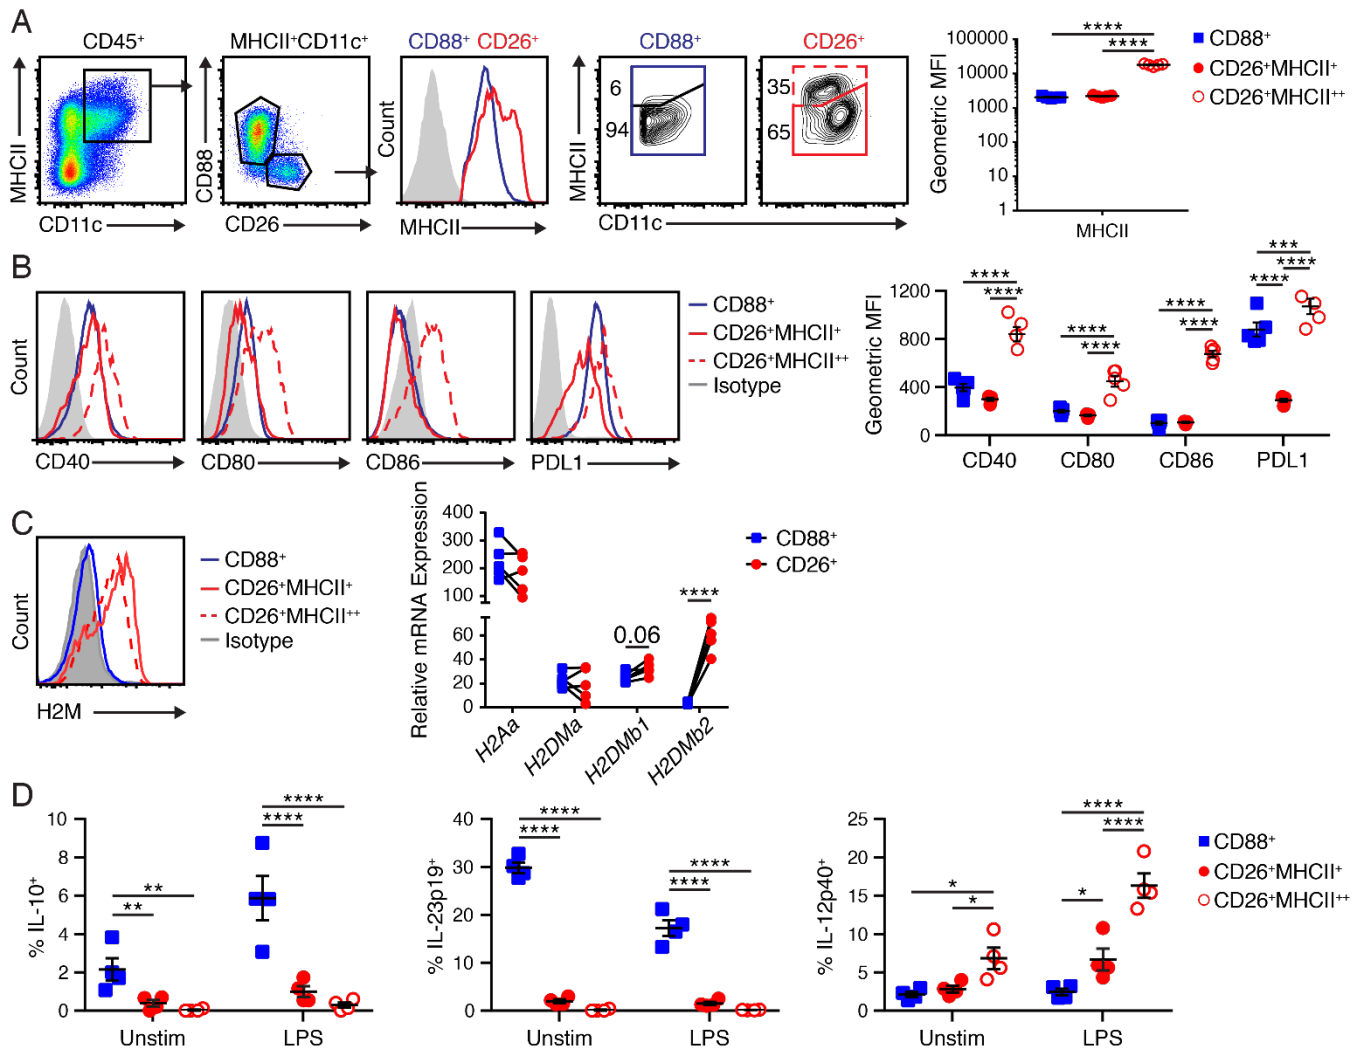 A
CD45⁺
MHCII
CD11c
MHCII⁺CD11c⁺
CD88
CD26
CD88⁺ CD26⁺
Count
MHCII
CD88⁺
6
94
MHCII
CD11c
CD26⁺
35
65
Geometric MFI
100000
10000
1000
100
10
1
****
****
MHCII
CD88⁺
CD26⁺MHCII⁺
CD26⁺MHCII⁺⁺
B
Count
CD40
CD80
CD86
PDL1
CD88⁺
CD26⁺MHCII⁺
CD26⁺MHCII⁺⁺
Isotype
Geometric MFI
1200
800
400
0
****
****
****
****
****
****
***
****
****
CD40
CD80
CD86
PDL1
C
Count
H2M
CD88⁺
CD26⁺MHCII⁺
CD26⁺MHCII⁺⁺
Isotype
Relative mRNA Expression
400
300
200
100
60
40
20
0
0.06
****
H2Aa
H2DMa
H2DMb1
H2DMb2
CD88⁺
CD26⁺
D
% IL-10⁺
10
8
6
4
2
0
**
**
****
****
Unstim
LPS
% IL-23p19⁺
40
30
20
10
0
****
****
****
****
Unstim
LPS
% IL-12p40⁺
25
20
15
10
5
0
*
*
****
****
*
Unstim
LPS
CD88⁺
CD26⁺MHCII⁺
CD26⁺MHCII⁺⁺